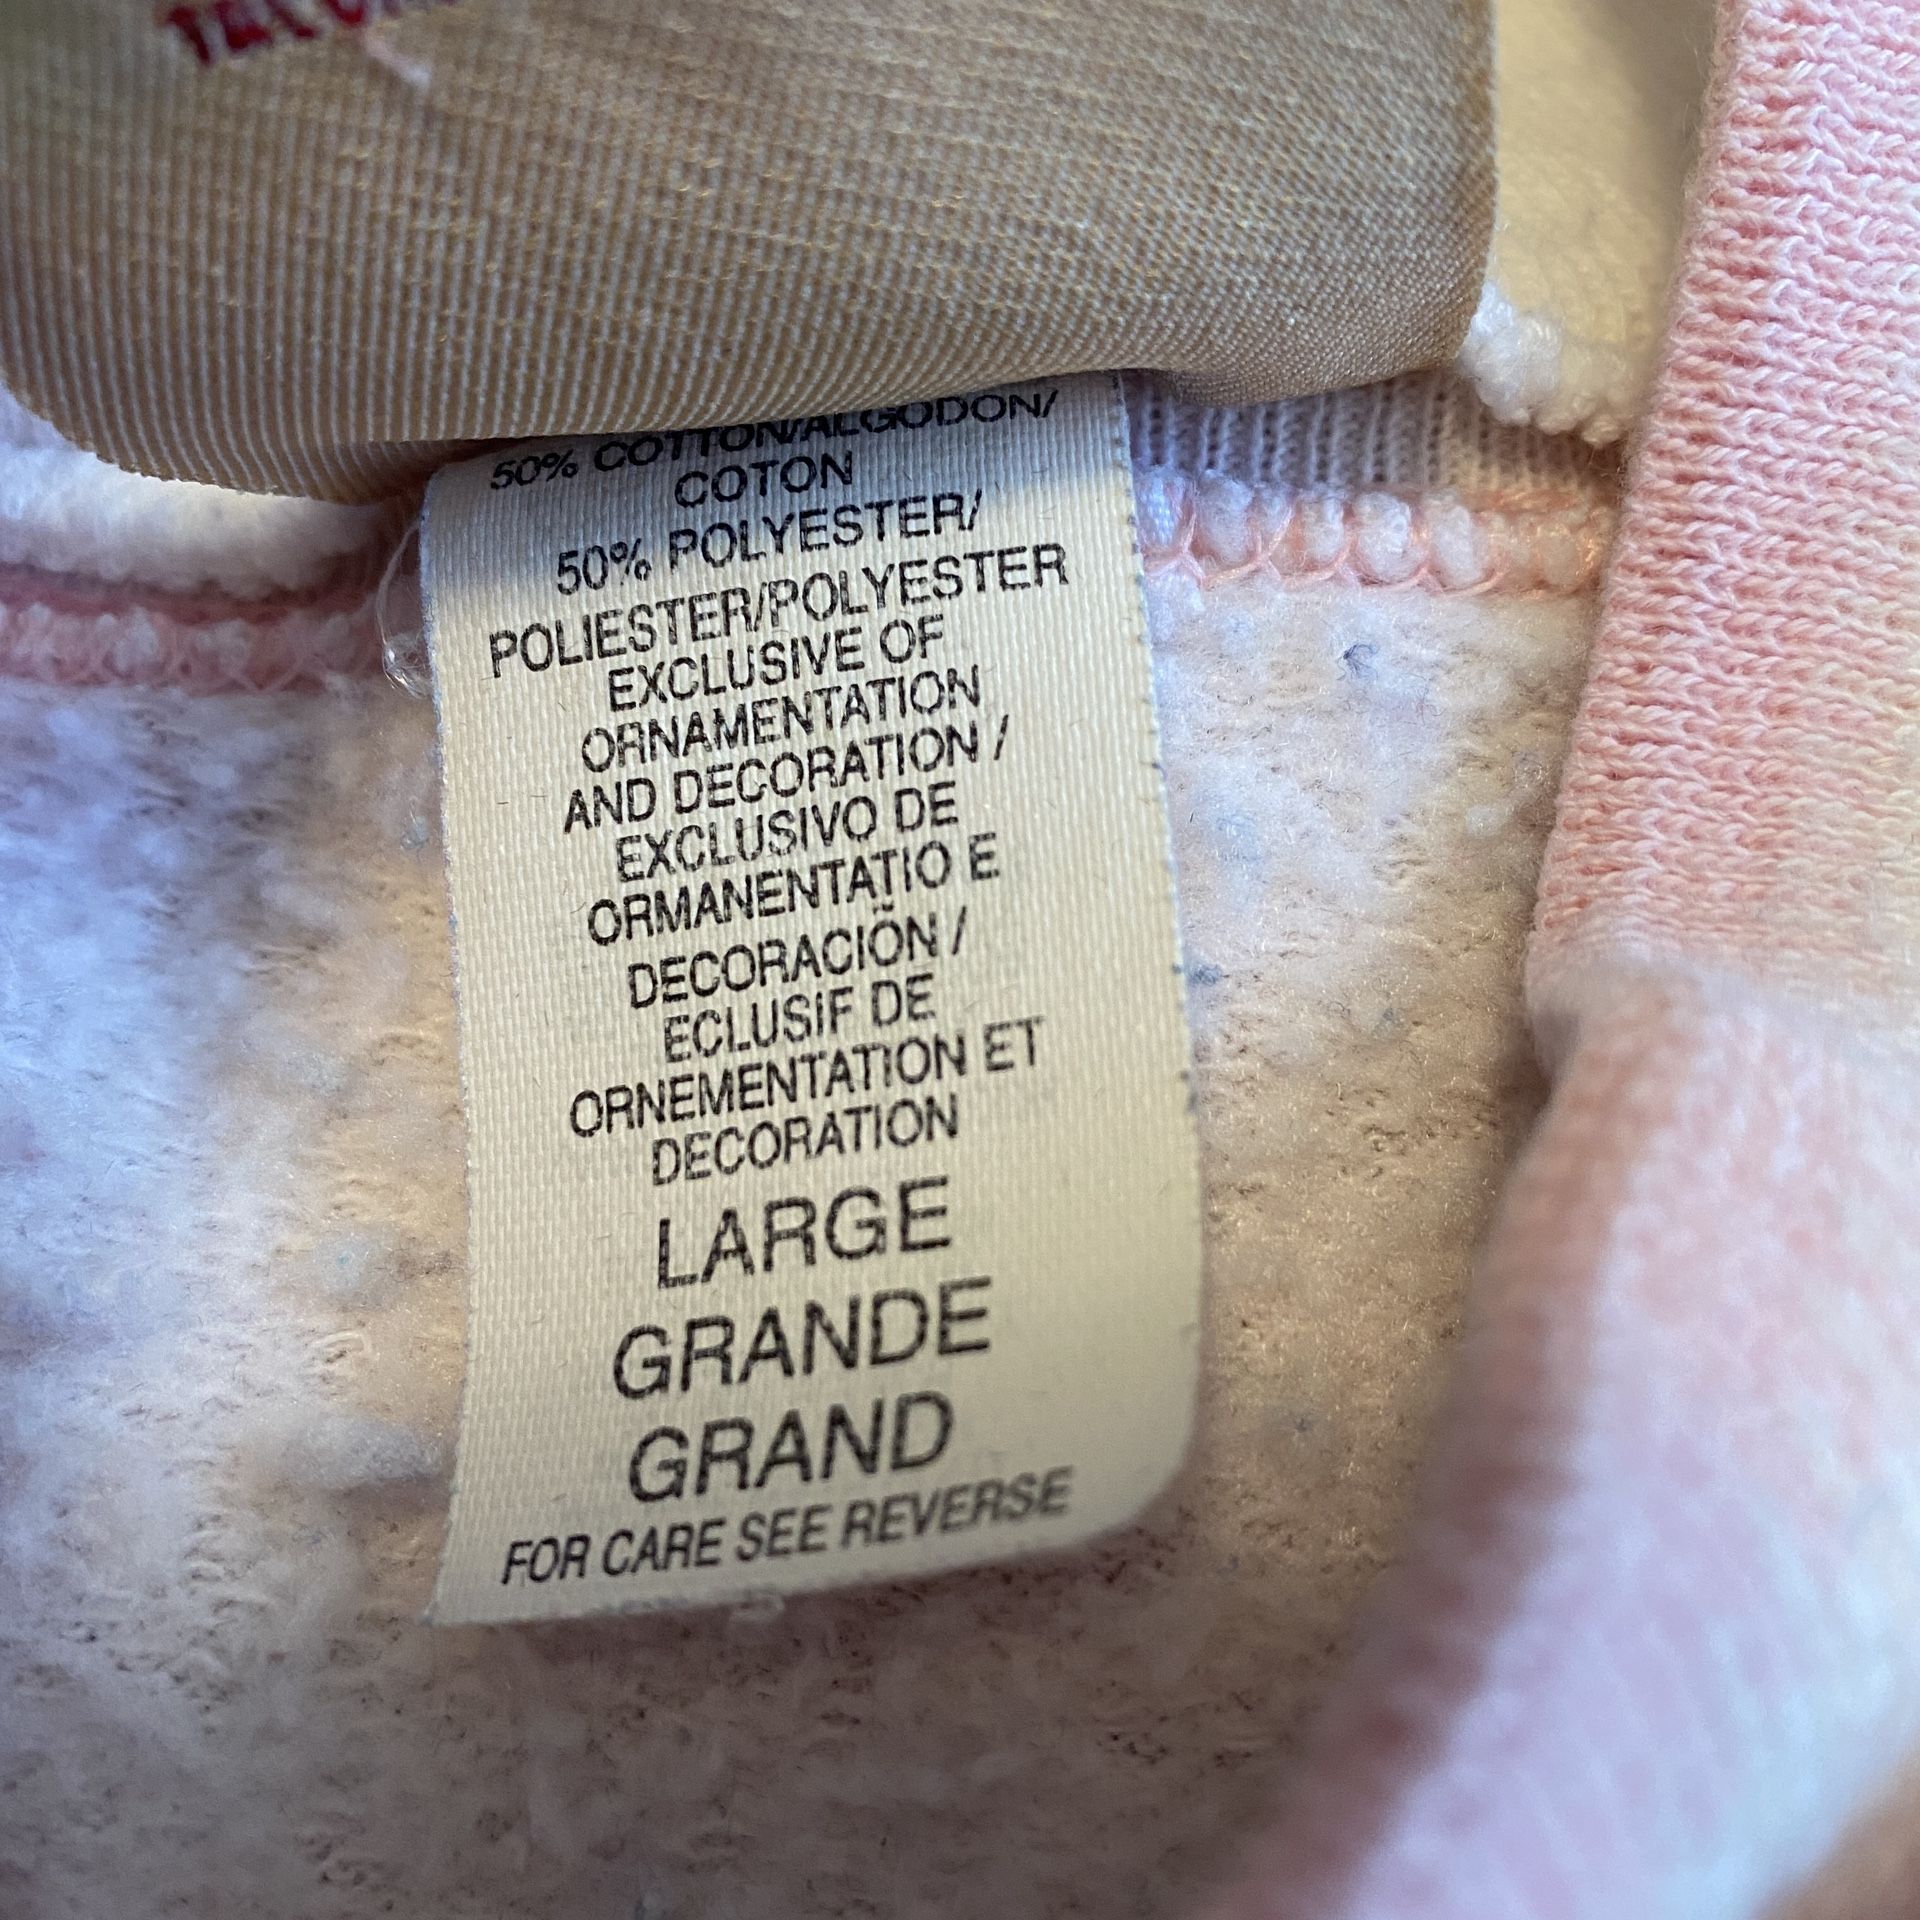 50% COTTON/ALGODON/
COTON
50% POLYESTER/
POLIESTER/POLYESTER
EXCLUSIVE OF
ORNAMENTATION
AND DECORATION /
EXCLUSIVO DE
ORMANENTATIO E
DECORACIÕN /
ECLUSIF DE
ORNEMENTATION ET
DECORATION
LARGE
GRANDE
GRAND
FOR CARE SEE REVERSE